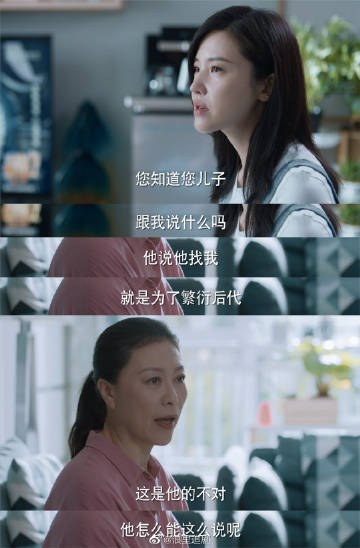 您知道您儿子
跟我说什么吗
他说他找我
就是为了繁衍后代
这是他的不对
他怎么能这么说呢